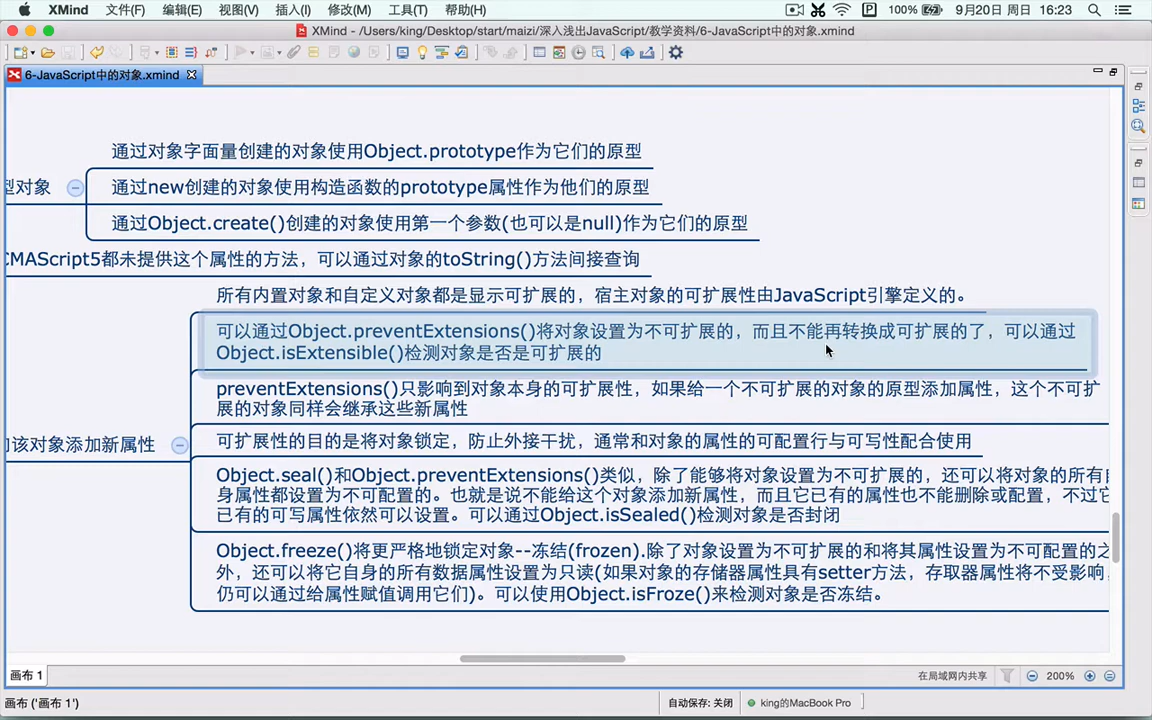 XMind 文件(F) 编辑(E) 视图(V) 插入(I) 修改(M) 工具(T) 帮助(H) P 100% 9月20日 周日 16:23
XMind - /Users/king/Desktop/start/maizi/深入浅出JavaScript/教学资料/6-JavaScript中的对象.xmind
6-JavaScript中的对象.xmind
通过对象字面量创建的对象使用Object.prototype作为它们的原型
型对象
通过new创建的对象使用构造函数的prototype属性作为他们的原型
通过Object.create()创建的对象使用第一个参数(也可以是null)作为它们的原型
CMAScript5都未提供这个属性的方法，可以通过对象的toString()方法间接查询
所有内置对象和自定义对象都是显示可扩展的，宿主对象的可扩展性由JavaScript引擎定义的。
可以通过Object.preventExtensions()将对象设置为不可扩展的，而且不能再转换成可扩展的了，可以通过
Object.isExtensible()检测对象是否是可扩展的
preventExtensions()只影响到对象本身的可扩展性，如果给一个不可扩展的对象的原型添加属性，这个不可扩
展的对象同样会继承这些新属性
向该对象添加新属性
可扩展性的目的是将对象锁定，防止外接干扰，通常和对象的属性的可配置行与可写性配合使用
Object.seal()和Object.preventExtensions()类似，除了能够将对象设置为不可扩展的，还可以将对象的所有自
身属性都设置为不可配置的。也就是说不能给这个对象添加新属性，而且它已有的属性也不能删除或配置，不过它
已有的可写属性依然可以设置。可以通过Object.isSealed()检测对象是否封闭
Object.freeze()将更严格地锁定对象--冻结(frozen).除了对象设置为不可扩展的和将其属性设置为不可配置的之
外，还可以将它自身的所有数据属性设置为只读(如果对象的存储器属性具有setter方法，存取器属性将不受影响，
仍可以通过给属性赋值调用它们)。可以使用Object.isFroze()来检测对象是否冻结。
画布 1 在局域网内共享 200%
画布 ('画布 1') 自动保存: 关闭 king的MacBook Pro